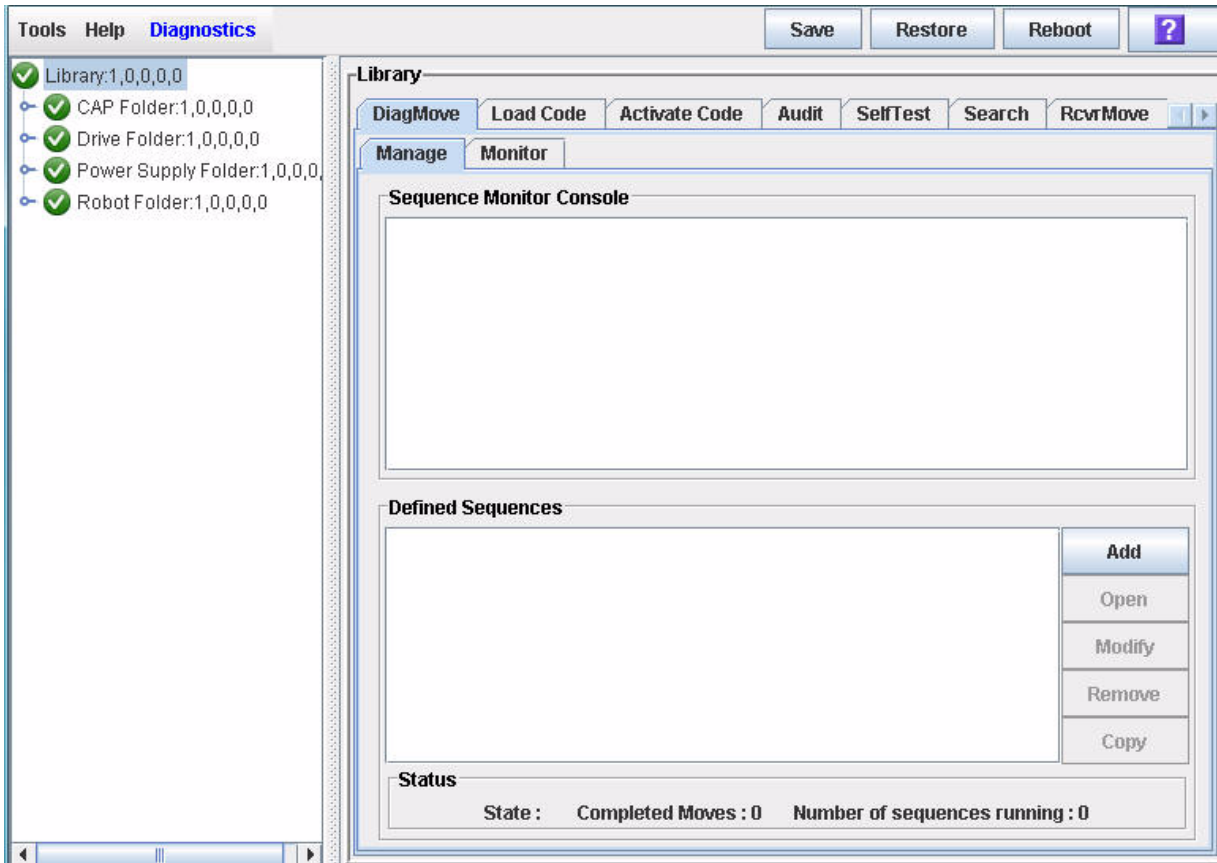 Tools Help Diagnostics Save Restore Reboot ?
Library:1,0,0,0,0
CAP Folder:1,0,0,0,0
Drive Folder:1,0,0,0,0
Power Supply Folder:1,0,0,0,
Robot Folder:1,0,0,0,0
Library
DiagMove Load Code Activate Code Audit SelfTest Search RcvrMove
Manage Monitor
Sequence Monitor Console
Defined Sequences
Add
Open
Modify
Remove
Copy
Status
State : Completed Moves : 0 Number of sequences running : 0